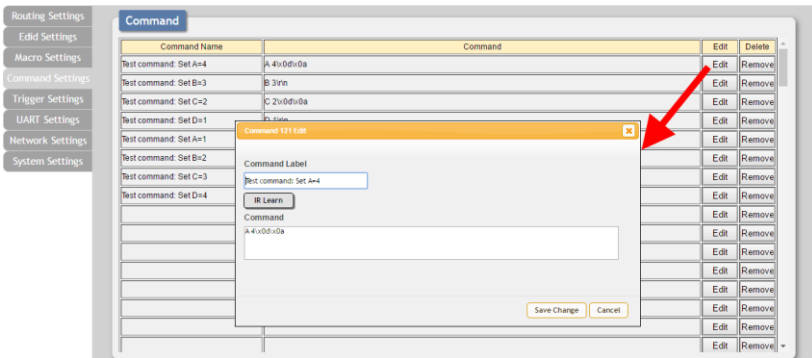 Routing Settings
Edid Settings
Macro Settings
Command Settings
Trigger Settings
UART Settings
Network Settings
System Settings
Command
Command Name Command Edit Delete
Test command: Set A=4 A 4\x0d\x0a Edit Remove
Test command: Set B=3 B 3\r\n Edit Remove
Test command: Set C=2 C 2\x0d\x0a Edit Remove
Test command: Set D=1 D 1\r\n Edit Remove
Test command: Set A=1 Edit Remove
Test command: Set B=2 Edit Remove
Test command: Set C=3 Edit Remove
Test command: Set D=4 Edit Remove
Edit Remove
Edit Remove
Edit Remove
Edit Remove
Edit Remove
Edit Remove
Edit Remove
Edit Remove
Command 121 Edit
Command Label
Test command: Set A=4
IR Learn
Command
A 4\x0d\x0a
Save Change Cancel